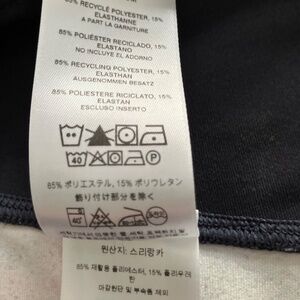 85% RECYCLÉ POLYESTER, 15%
ELASTHANNE
A PART LA GARNITURE
85% POLIÉSTER RECICLADO, 15%
ELASTANO
NO INCLUYE EL ADORNO
85% RECYCLING POLYESTER, 15%
ELASTHAN
AUSGENOMMEN BESATZ
85% POLIESTERE RICICLATO, 15%
ELASTAN
ESCLUSO INSERTO
40 P
85% ポリエステル, 15% ポリウレタン
飾り付け部分を除く
원산지: 스리랑카
85% 재활용 폴리에스터, 15% 폴리우레
탄
마감원단 및 부속품 제외